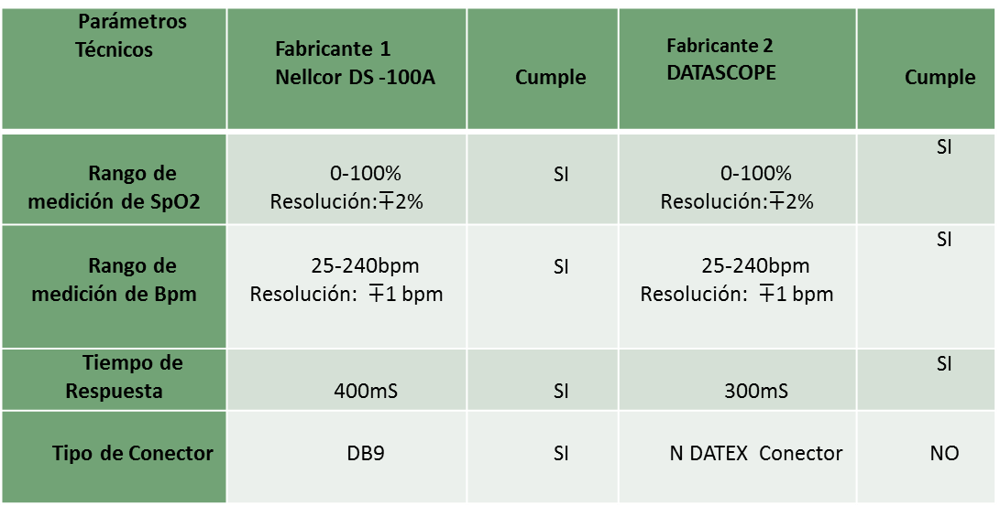 Parámetros
Técnicos
Fabricante 1
Nellcor DS -100A
Cumple
Fabricante 2
DATASCOPE
Cumple
Rango de
medición de SpO2
0-100%
Resolución:∓2%
SI
0-100%
Resolución:∓2%
SI
Rango de
medición de Bpm
25-240bpm
Resolución: ∓1 bpm
SI
25-240bpm
Resolución: ∓1 bpm
SI
Tiempo de
Respuesta
400mS
SI
300mS
SI
Tipo de Conector
DB9
SI
N DATEX Conector
NO